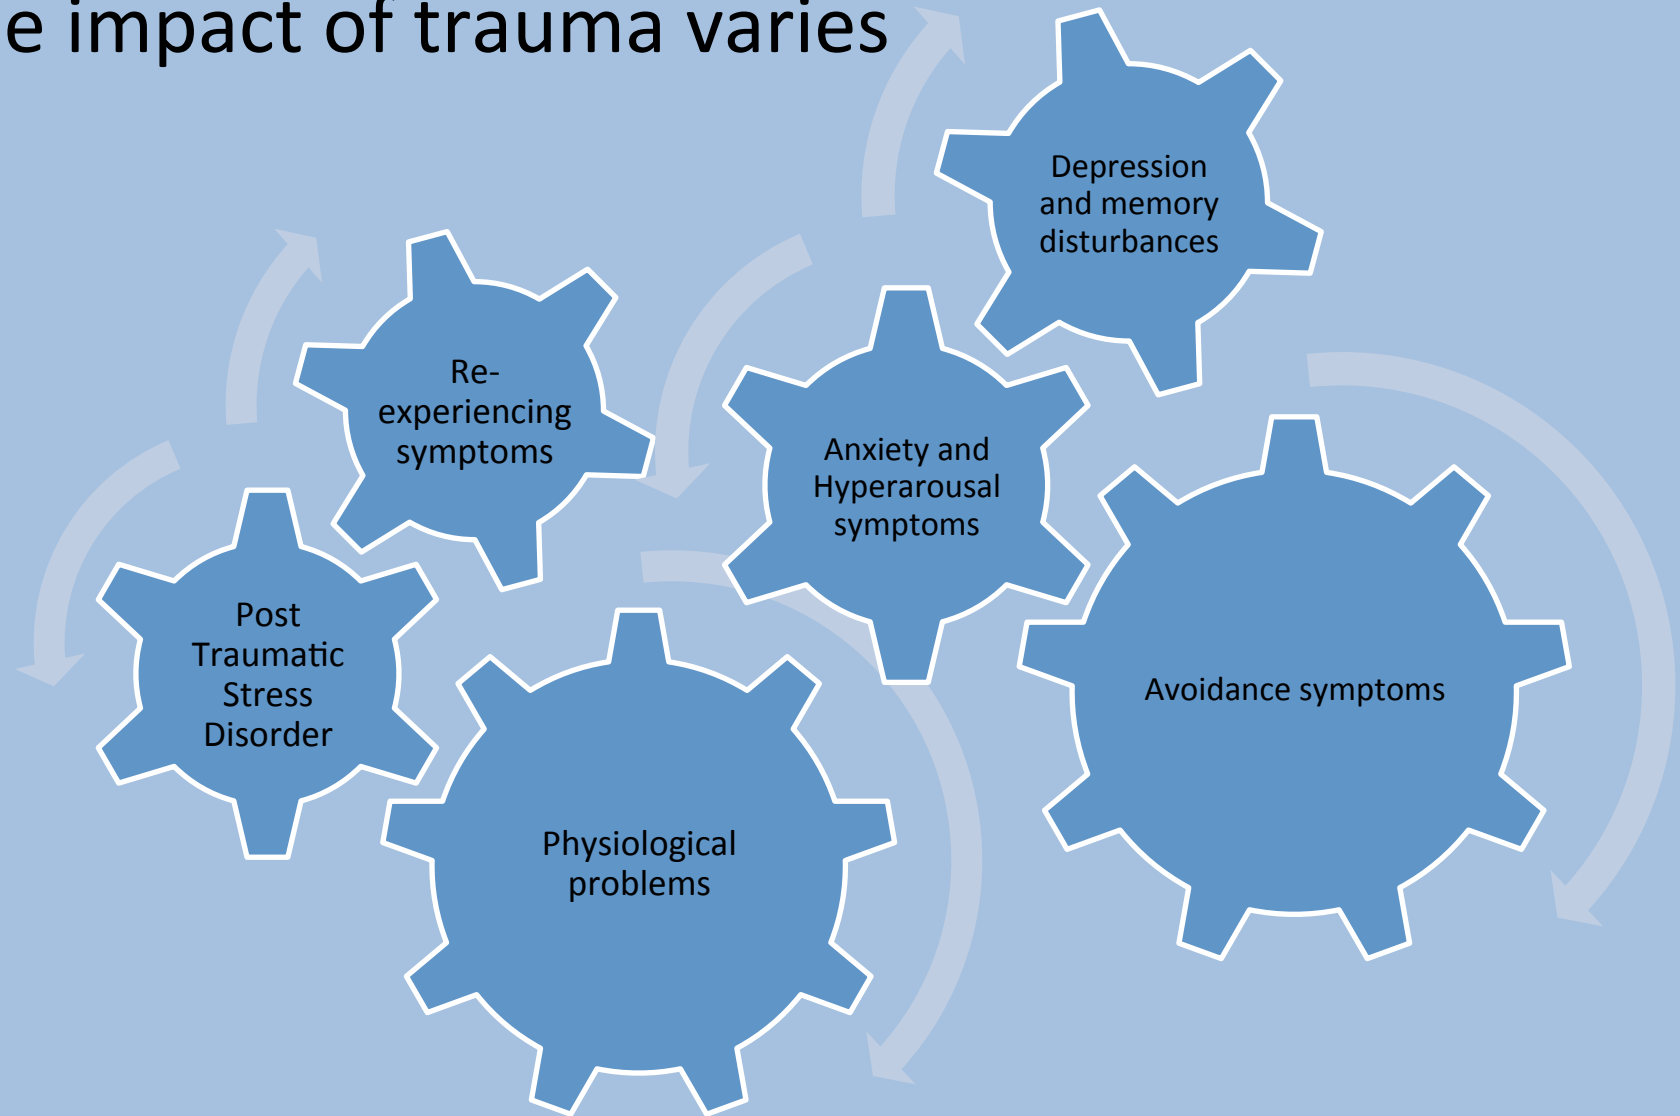 e impact of trauma varies
Depression
and memory
disturbances
Re-
experiencing
symptoms
Anxiety and
Hyperarousal
symptoms
Post
Traumatic
Stress
Disorder
Avoidance symptoms
Physiological
problems